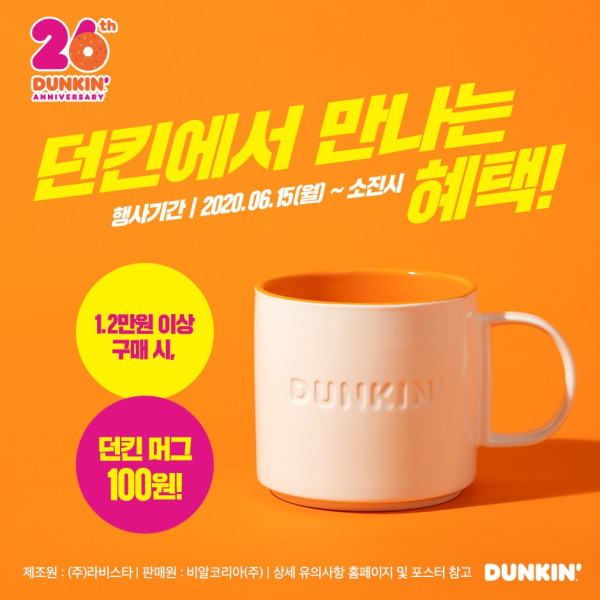 26th
DUNKIN'
ANNIVERSARY
던킨에서 만나는
혜택!
행사기간 | 2020. 06. 15(월) ~ 소진시
1.2만원 이상
구매 시,
던킨 머그
100원!
DUNKIN'
제조원 : (주)라비스타 | 판매원 : 비알코리아(주) | 상세 유의사항 홈페이지 및 포스터 참고 DUNKIN'